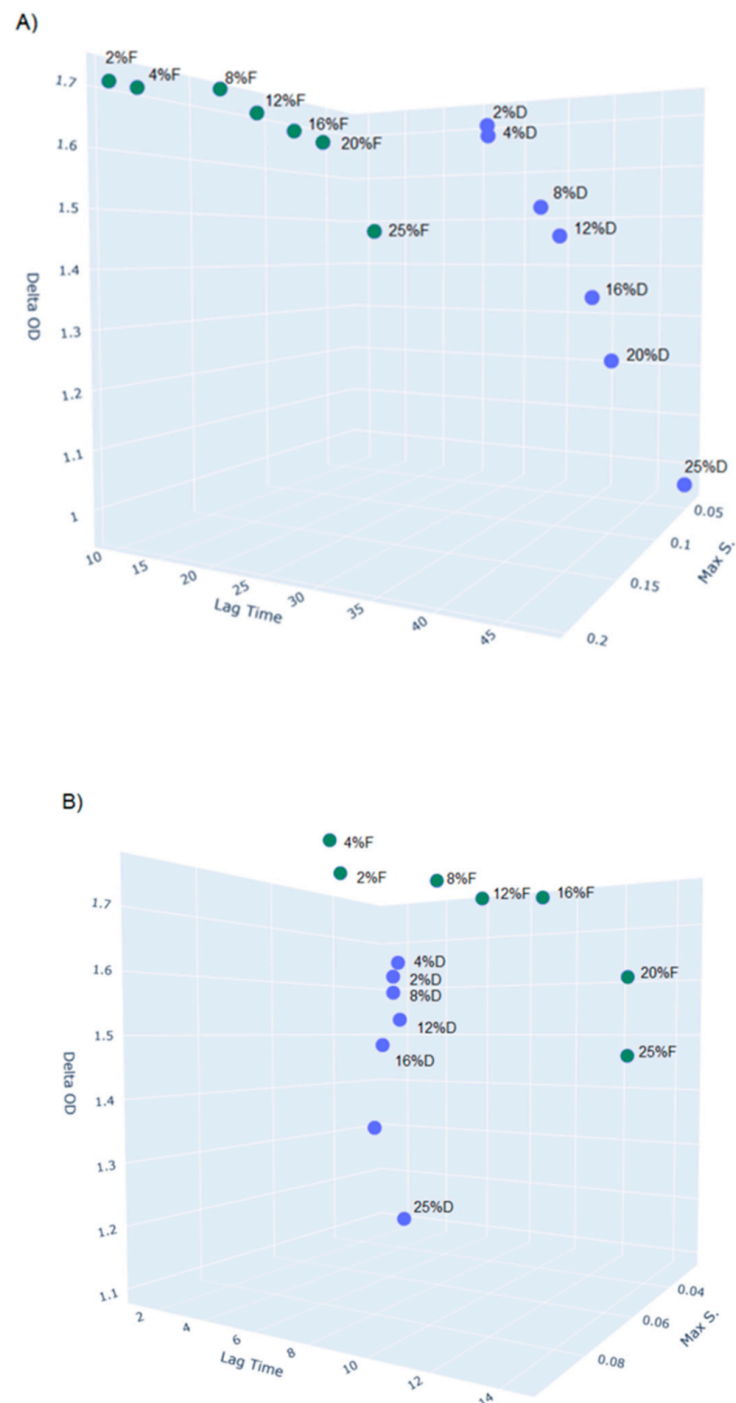 A)
2%F
4%F
8%F
12%F
16%F
20%F
25%F
2%D
4%D
8%D
12%D
16%D
20%D
25%D
1.7
1.6
1.5
1.4
1.3
1.2
1.1
1
Delta OD
10
15
20
25
30
35
40
45
Lag Time
0.05
0.1
0.15
0.2
Max S.
B)
4%F
2%F
8%F
12%F
16%F
20%F
25%F
4%D
2%D
8%D
12%D
16%D
25%D
1.7
1.6
1.5
1.4
1.3
1.2
1.1
Delta OD
2
4
6
8
10
12
14
Lag Time
0.04
0.06
0.08
Max S.